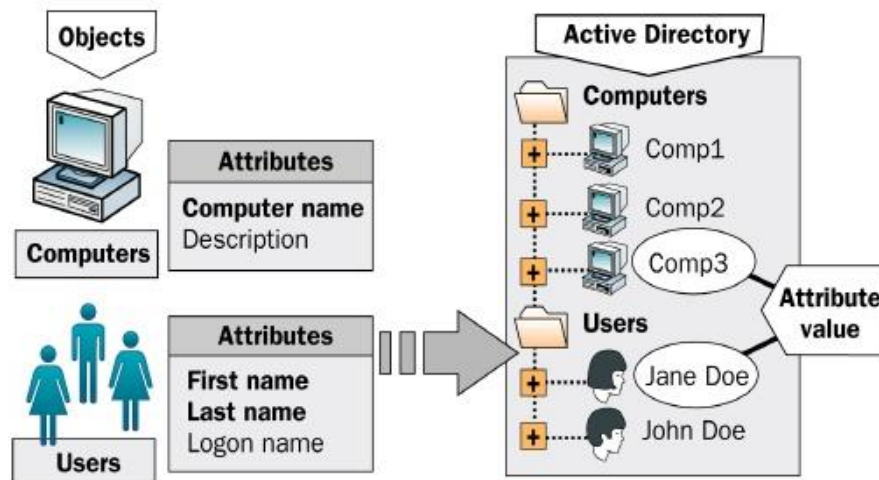 Objects
Computers
Attributes
Computer name
Description
Users
Attributes
First name
Last name
Logon name
Active Directory
Computers
Comp1
Comp2
Comp3
Users
Jane Doe
John Doe
Attribute
value